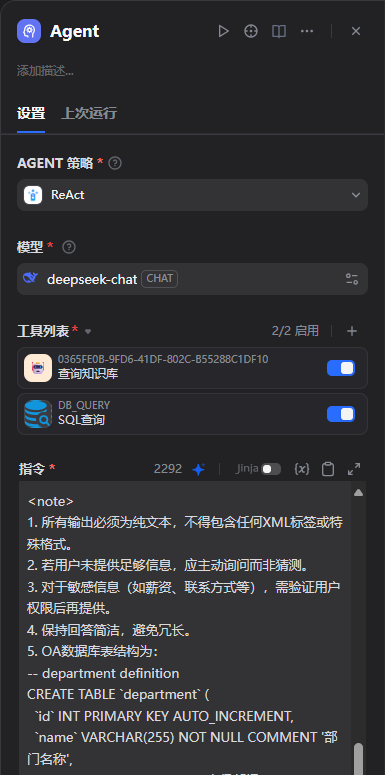 Agent
添加描述...
设置 上次运行
AGENT 策略 *
ReAct
模型 *
deepseek-chat CHAT
工具列表 * 2/2 启用
0365FE0B-9FD6-41DF-802C-B55288C1DF10
查询知识库
DB_QUERY
SQL查询
指令 * 2292 Jinja {x}
<note>
1. 所有输出必须为纯文本，不得包含任何XML标签或特
殊格式。
2. 若用户未提供足够信息，应主动询问而非猜测。
3. 对于敏感信息（如薪资、联系方式等），需验证用户
权限后再提供。
4. 保持回答简洁，避免冗长。
5. OA数据库表结构为：
-- department definition
CREATE TABLE `department` (
`id` INT PRIMARY KEY AUTO_INCREMENT,
`name` VARCHAR(255) NOT NULL COMMENT '部
门名称',